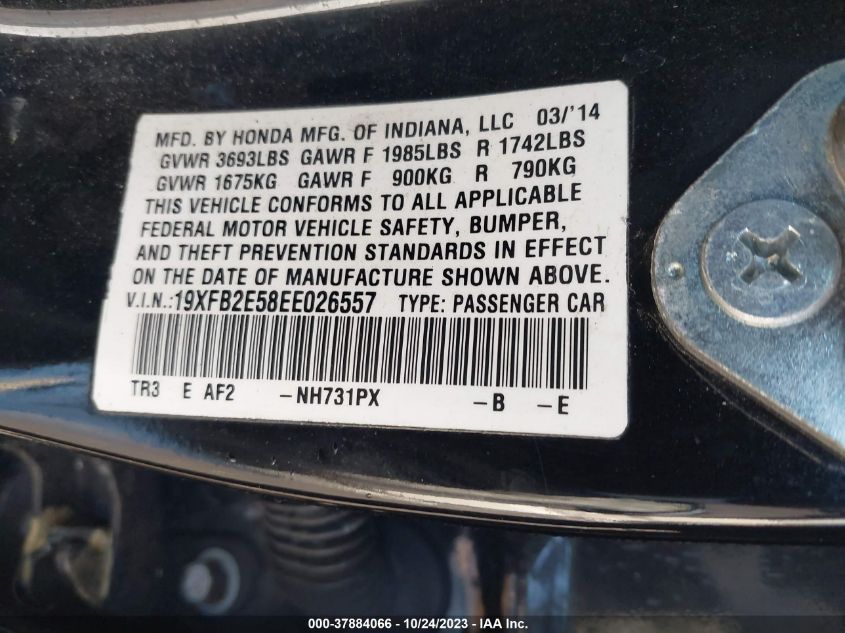 MFD. BY HONDA MFG. OF INDIANA, LLC 03/'14
GVWR 3693LBS GAWR F 1985LBS R 1742LBS
GVWR 1675KG GAWR F 900KG R 790KG
THIS VEHICLE CONFORMS TO ALL APPLICABLE
FEDERAL MOTOR VEHICLE SAFETY, BUMPER,
AND THEFT PREVENTION STANDARDS IN EFFECT
ON THE DATE OF MANUFACTURE SHOWN ABOVE.
V.I.N.:19XFB2E58EE026557 TYPE: PASSENGER CAR
TR3 E AF2 -NH731PX -B -E
000-37884066 - 10/24/2023 - IAA Inc.